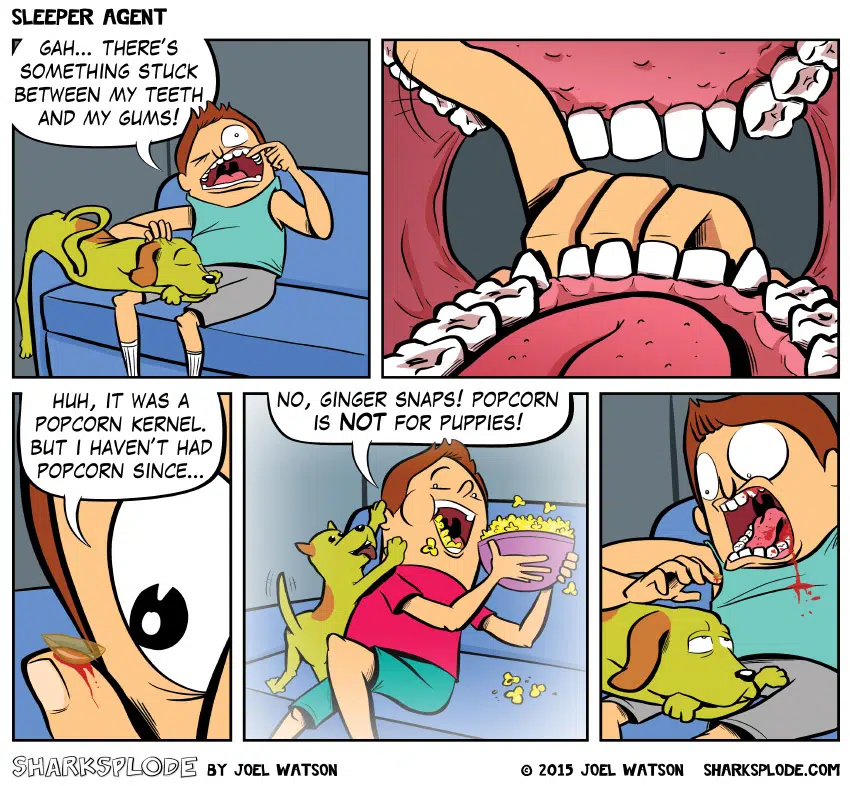 SLEEPER AGENT
GAH... THERE'S
SOMETHING STUCK
BETWEEN MY TEETH
AND MY GUMS!
HUH, IT WAS A
POPCORN KERNEL.
BUT I HAVEN'T HAD
POPCORN SINCE...
NO, GINGER SNAPS! POPCORN
IS NOT FOR PUPPIES!
SHARKSPLODE BY JOEL WATSON
© 2015 JOEL WATSON SHARKSPLODE.COM